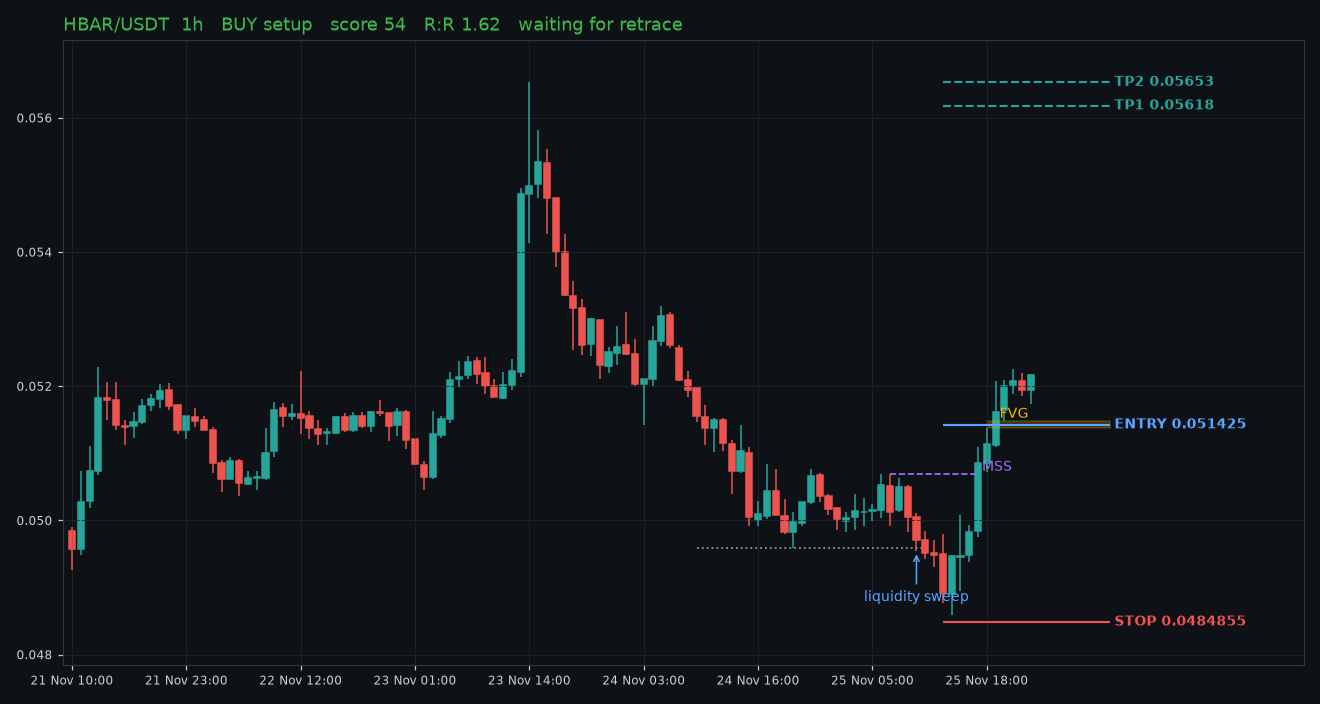 HBAR/USDT 1h BUY setup score 54 R:R 1.62 waiting for retrace
TP2 0.05653
TP1 0.05618
0.056
0.054
0.052
FVG
ENTRY 0.051425
MSS
0.050
liquidity sweep
STOP 0.0484855
0.048
21 Nov 10:00 21 Nov 23:00 22 Nov 12:00 23 Nov 01:00 23 Nov 14:00 24 Nov 03:00 24 Nov 16:00 25 Nov 05:00 25 Nov 18:00